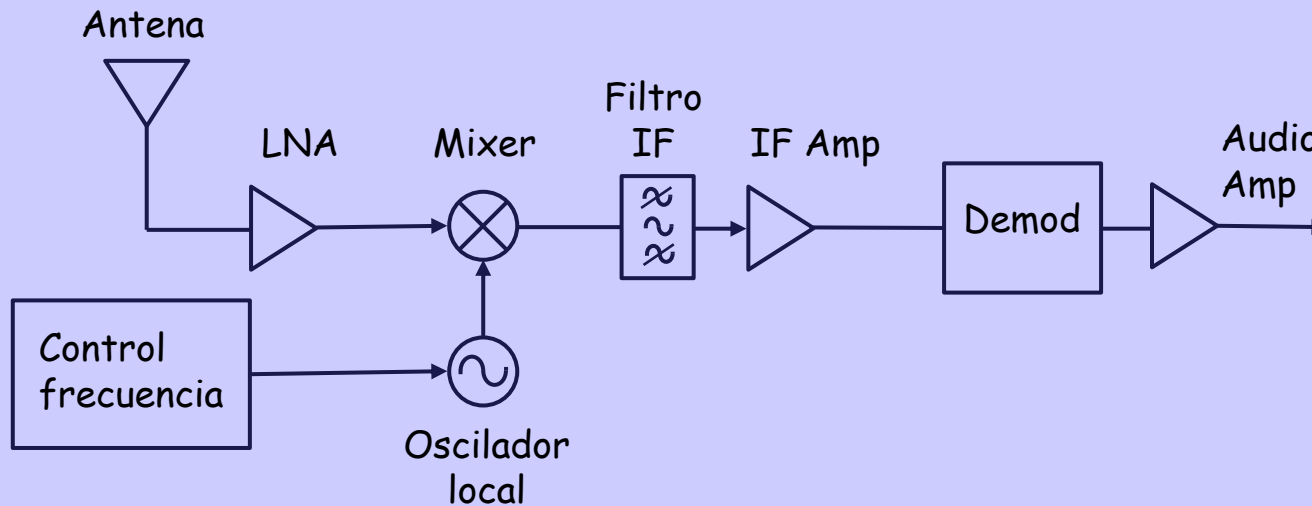 Antena
LNA
Mixer
Filtro
IF
IF Amp
Demod
Audio
Amp
Control
frecuencia
Oscilador
local